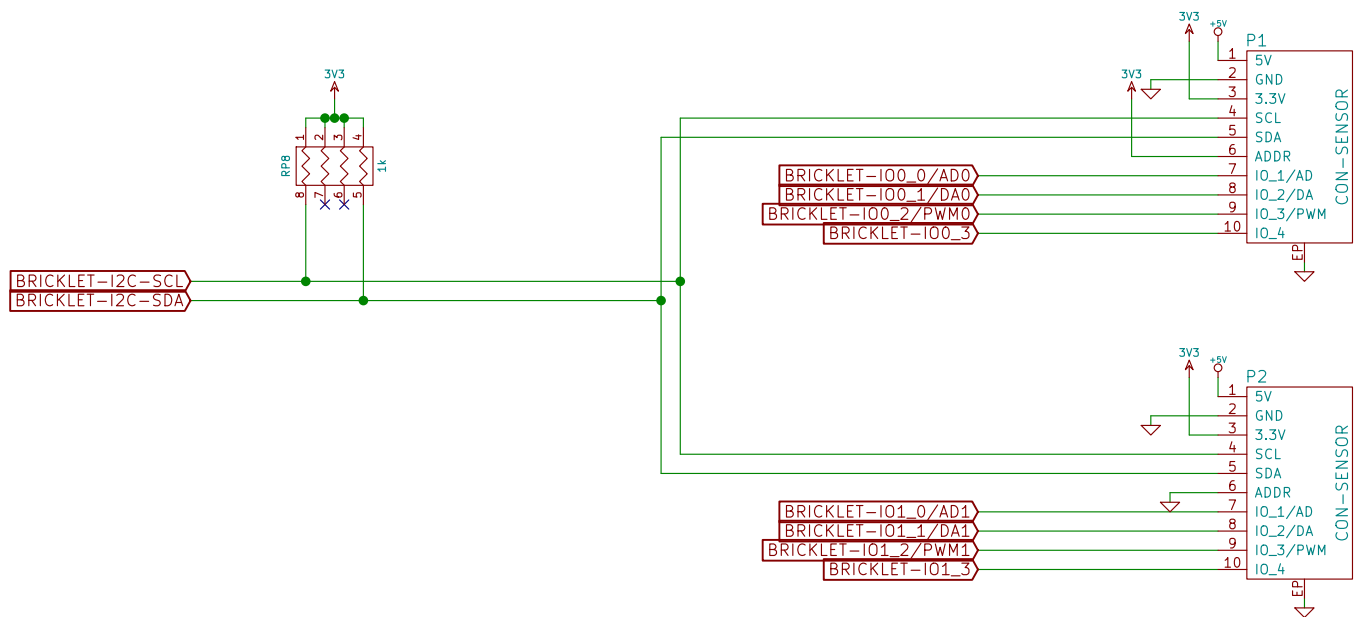 3V3
1 2 3 4
RP8
1k
8 7 6 5
BRICKLET-I2C-SCL
BRICKLET-I2C-SDA
3V3
+5V
3V3
P1
1 5V
2 GND
3 3.3V
4 SCL
5 SDA
6 ADDR
BRICKLET-IO0_0/AD0 7 IO_1/AD
BRICKLET-IO0_1/DA0 8 IO_2/DA
BRICKLET-IO0_2/PWM0 9 IO_3/PWM
BRICKLET-IO0_3 10 IO_4
CON-SENSOR
EP
3V3
+5V
P2
1 5V
2 GND
3 3.3V
4 SCL
5 SDA
6 ADDR
BRICKLET-IO1_0/AD1 7 IO_1/AD
BRICKLET-IO1_1/DA1 8 IO_2/DA
BRICKLET-IO1_2/PWM1 9 IO_3/PWM
BRICKLET-IO1_3 10 IO_4
CON-SENSOR
EP